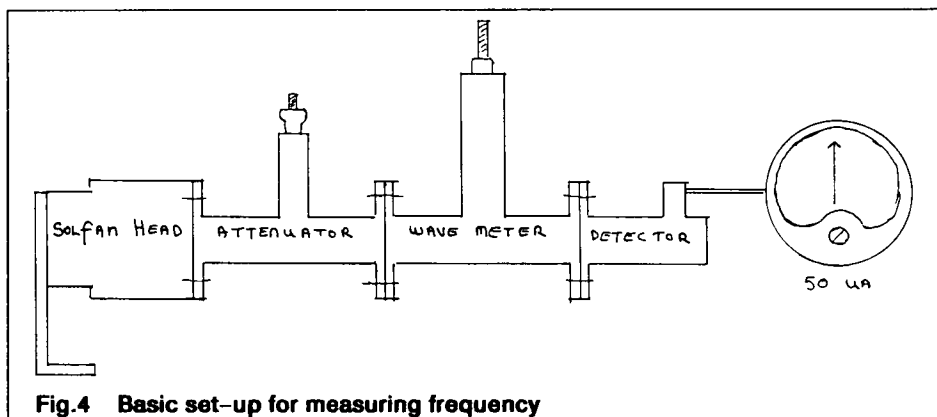 SOLFAN HEAD
ATTENUATOR
WAVE METER
DETECTOR
50 UA
Fig.4 Basic set-up for measuring frequency